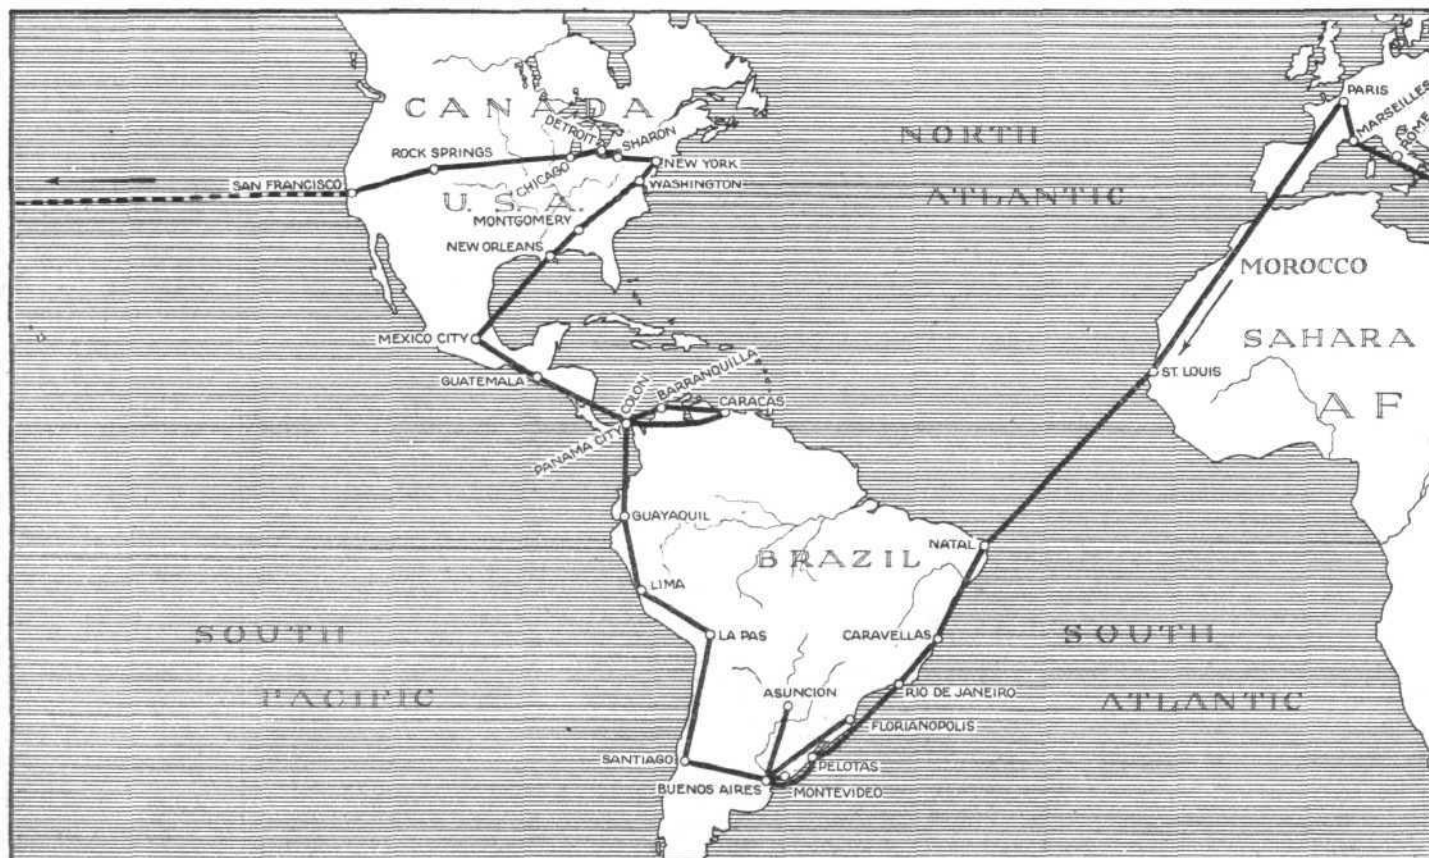 PARIS
CANADA
MARSEILLES
ROME
DETROIT
SHARON
NORTH
ROCK SPRINGS
NEW YORK
CHICAGO
SAN FRANCISCO
WASHINGTON
ATLANTIC
U. S. A.
MONTGOMERY
NEW ORLEANS
MOROCCO
MEXICO CITY
SAHARA
BARRANQUILLA
ST. LOUIS
GUATEMALA
COLON
CARACAS
AF
PANAMA CITY
GUAYAQUIL
NATAL
BRAZIL
LIMA
SOUTH
LA PAS
CARAVELLAS
SOUTH
PACIFIC
ASUNCION
RIO DE JANEIRO
ATLANTIC
FLORIANOPOLIS
SANTIAGO
PELOTAS
BUENOS AIRES
MONTEVIDEO